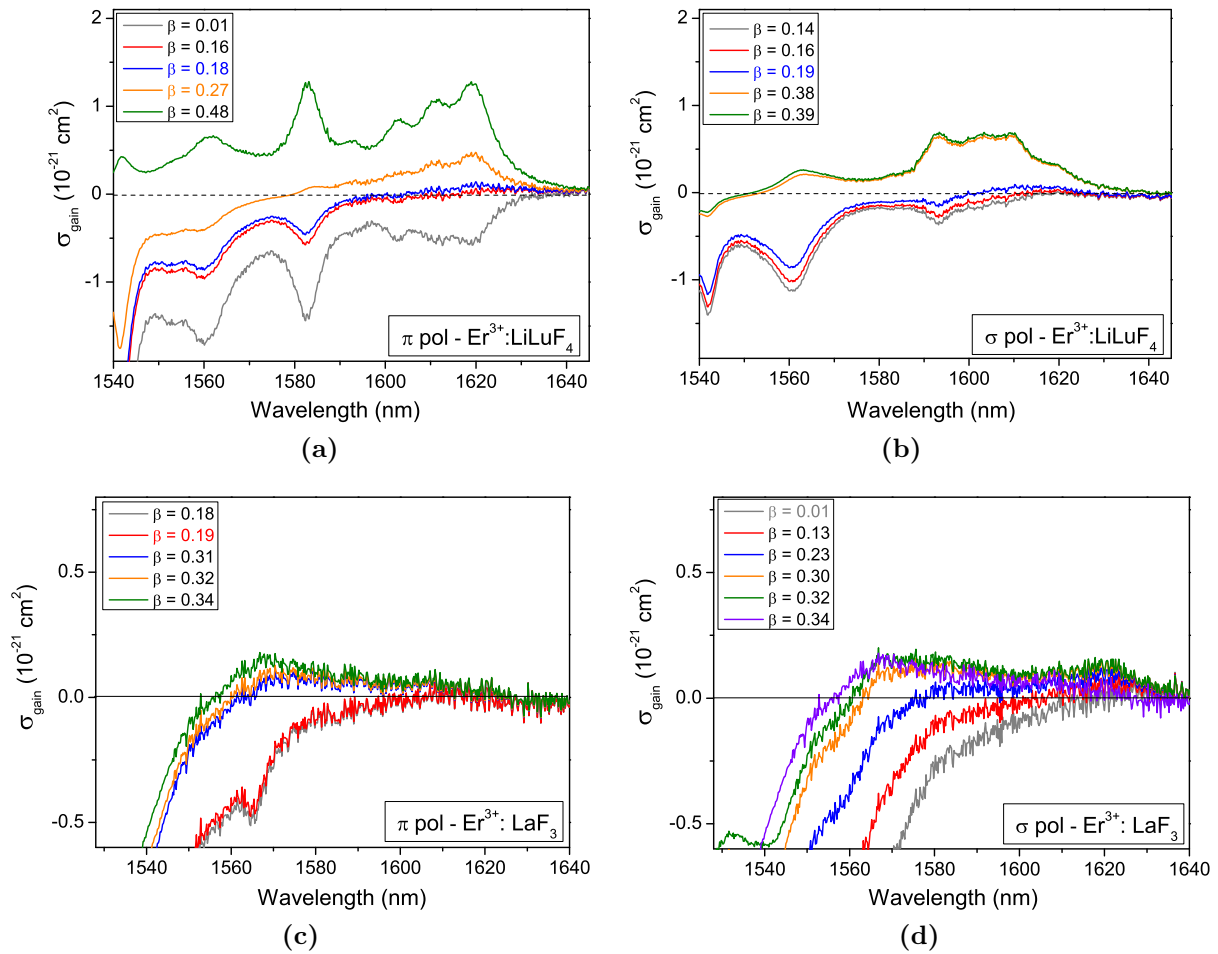 2
1
0
-1
σgain (10-21 cm2)
β = 0.01
β = 0.16
β = 0.18
β = 0.27
β = 0.48
π pol - Er3+:LiLuF4
1540 1560 1580 1600 1620 1640
Wavelength (nm)
(a)
2
1
0
-1
σgain (10-21 cm2)
β = 0.14
β = 0.16
β = 0.19
β = 0.38
β = 0.39
σ pol - Er3+:LiLuF4
1540 1560 1580 1600 1620 1640
Wavelength (nm)
(b)
0.5
0.0
-0.5
σgain (10-21 cm2)
β = 0.18
β = 0.19
β = 0.31
β = 0.32
β = 0.34
π pol - Er3+: LaF3
1540 1560 1580 1600 1620 1640
Wavelength (nm)
(c)
0.5
0.0
-0.5
σgain (10-21 cm2)
β = 0.01
β = 0.13
β = 0.23
β = 0.30
β = 0.32
β = 0.34
σ pol - Er3+: LaF3
1540 1560 1580 1600 1620 1640
Wavelength (nm)
(d)